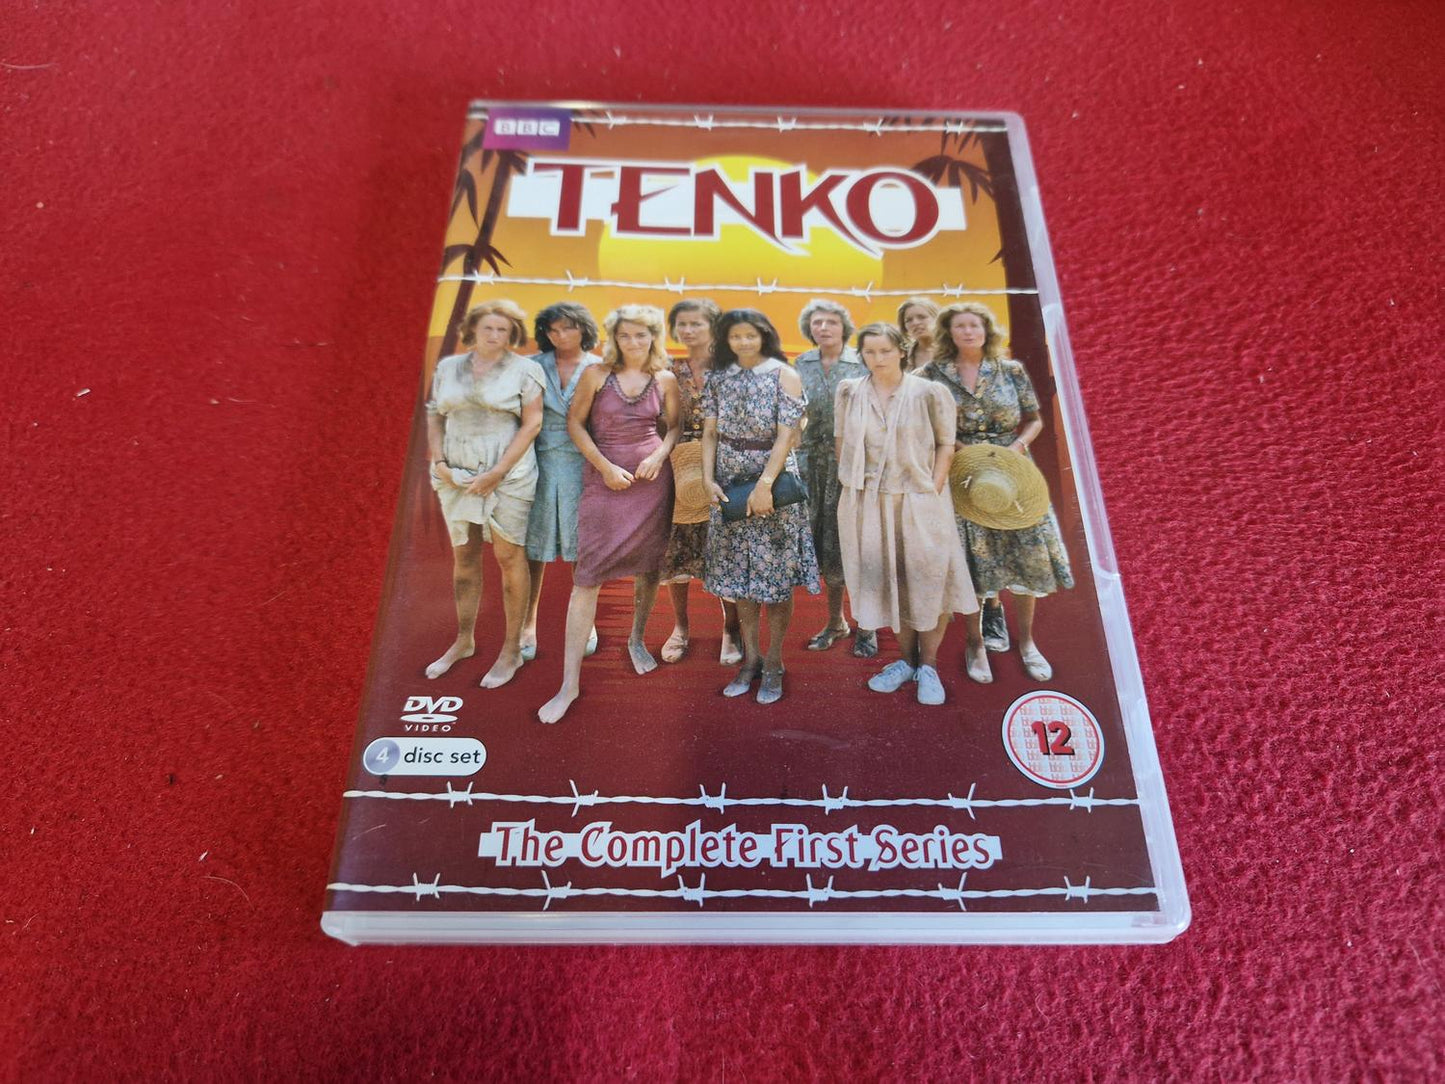 BBC
TENKO
DVD
VIDEO
4 disc set
12
The Complete First Series